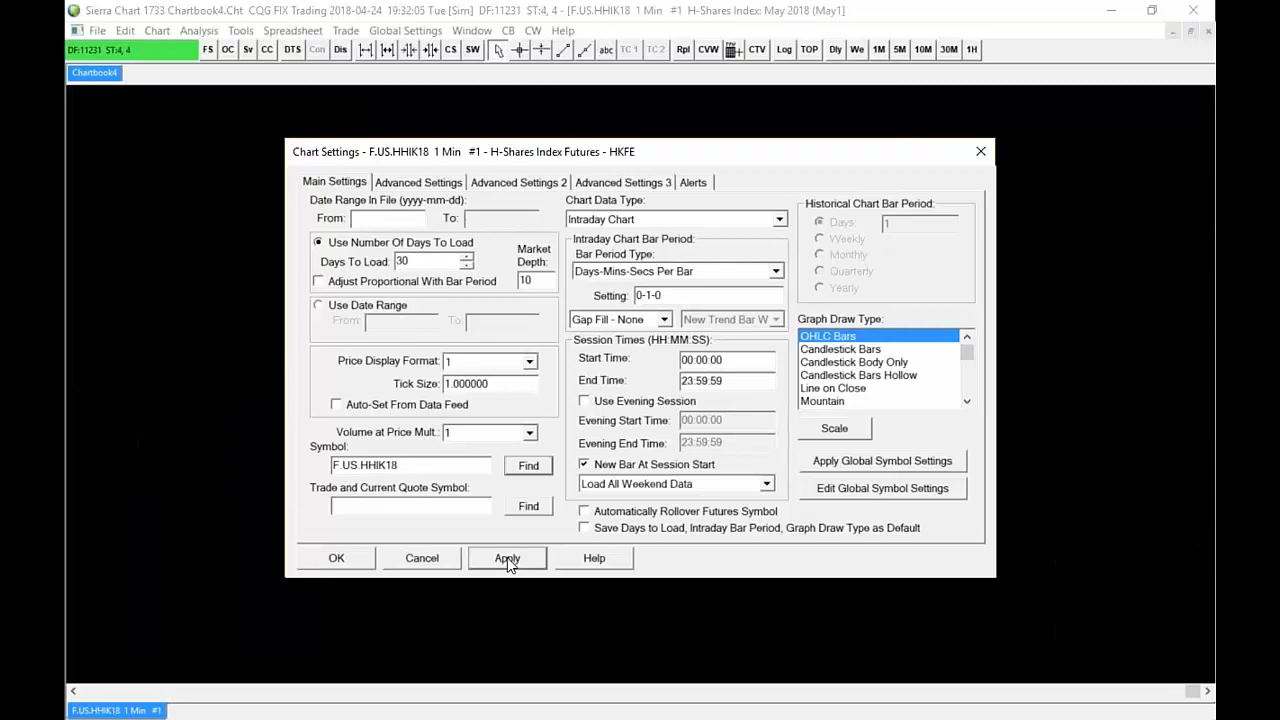 Sierra Chart 1733 Chartbook4.Cht  CQG FIX Trading 2018-04-24  19:32:05 Tue [Sim]  DF:11231  ST:4, 4 - [F.US.HHIK18  1 Min   #1  H-Shares Index: May 2018 (May1]
File Edit Chart Analysis Tools Spreadsheet Trade Global Settings Window CB CW Help
DF:11231  ST:4, 4 FS OC Sv CC DTS Con Dis CS SW abc TC 1 TC 2 Rpl CVW CTV Log TOP Dly We 1M 5M 10M 30M 1H
Chartbook4
Chart Settings - F.US.HHIK18  1 Min   #1 - H-Shares Index Futures - HKFE
Main Settings Advanced Settings Advanced Settings 2 Advanced Settings 3 Alerts
Date Range In File (yyyy-mm-dd):
From: To:
Use Number Of Days To Load
Days To Load: 30
Market Depth:
10
Adjust Proportional With Bar Period
Use Date Range
From: To:
Price Display Format: 1
Tick Size: 1.000000
Auto-Set From Data Feed
Volume at Price Mult.: 1
Symbol:
F.US.HHIK18 Find
Trade and Current Quote Symbol:
Find
Chart Data Type:
Intraday Chart
Intraday Chart Bar Period:
Bar Period Type:
Days-Mins-Secs Per Bar
Setting: 0-1-0
Gap Fill - None New Trend Bar W
Session Times (HH:MM.SS):
Start Time: 00:00:00
End Time: 23:59:59
Use Evening Session
Evening Start Time: 00:00:00
Evening End Time: 23:59:59
New Bar At Session Start
Load All Weekend Data
Automatically Rollover Futures Symbol
Save Days to Load, Intraday Bar Period, Graph Draw Type as Default
Historical Chart Bar Period:
Days: 1
Weekly
Monthly
Quarterly
Yearly
Graph Draw Type:
OHLC Bars
Candlestick Bars
Candlestick Body Only
Candlestick Bars Hollow
Line on Close
Mountain
Scale
Apply Global Symbol Settings
Edit Global Symbol Settings
OK Cancel Apply Help
F.US.HHIK18  1 Min   #1